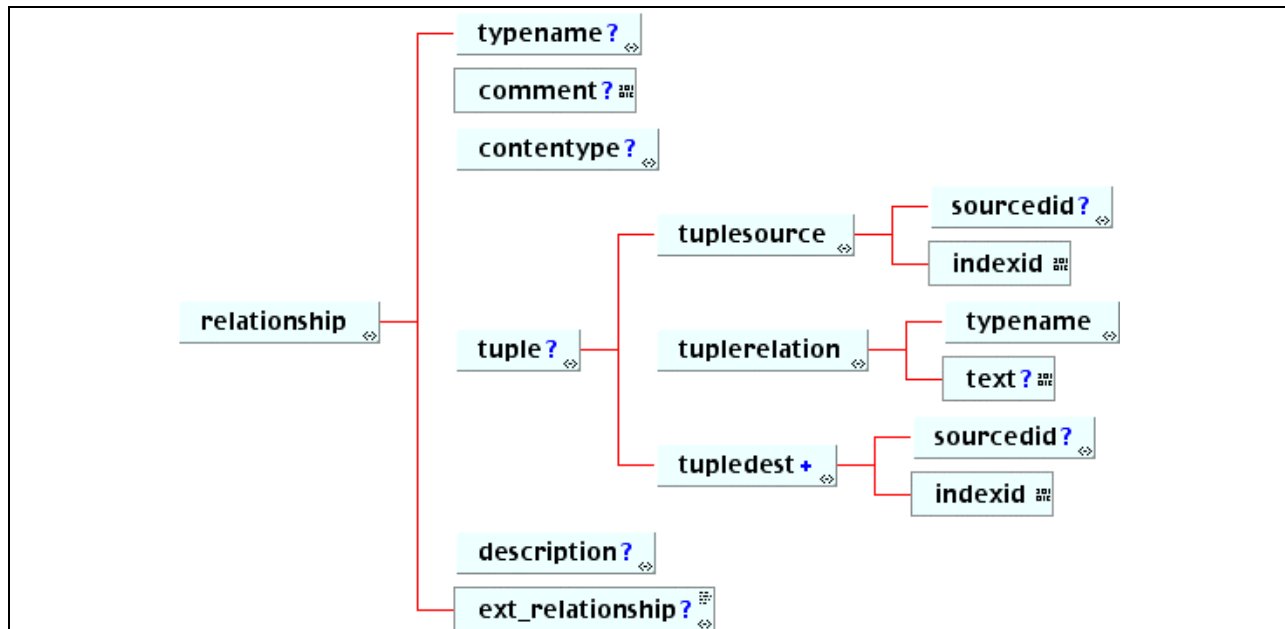 typename?
comment?
contentype?
sourcedid?
tuplesource
indexid
relationship
tuple?
tuplerelation
typename
text?
sourcedid?
tupledest+
indexid
description?
ext_relationship?